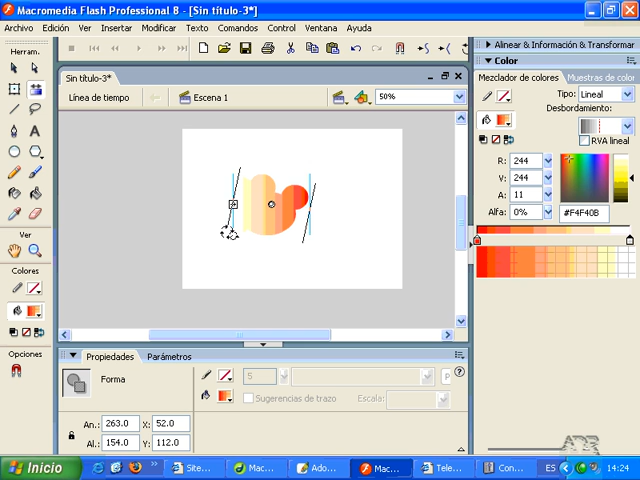 Macromedia Flash Professional 8 - [Sin título-3*]
Archivo Edición Ver Insertar Modificar Texto Comandos Control Ventana Ayuda
Herram.
Ver
Colores
Opciones
Sin título-3*
Línea de tiempo
Escena 1
50%
Alinear & Información & Transformar
Color
Mezclador de colores
Muestras de color
Tipo: Lineal
Desbordamiento:
RVA lineal
R: 244
V: 244
A: 11
Alfa: 0%
#F4F40B
Propiedades
Parámetros
Forma
5
Sugerencias de trazo
Escala:
An.: 263.0 X: 52.0
Al.: 154.0 Y: 112.0
Inicio
Site...
Mac...
Ado...
Mac...
Tele...
Con...
ES
14:24